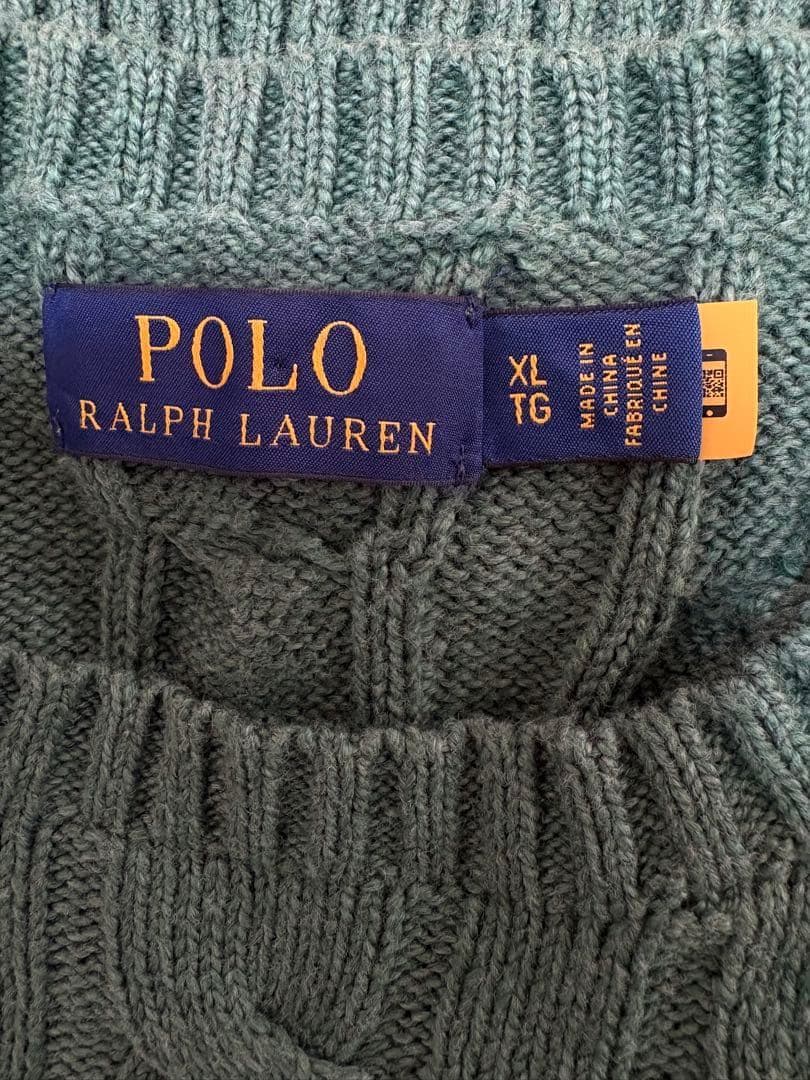 POLO
RALPH LAUREN
XL
TG
MADE IN
CHINA
FABRIQUÉ EN
CHINE